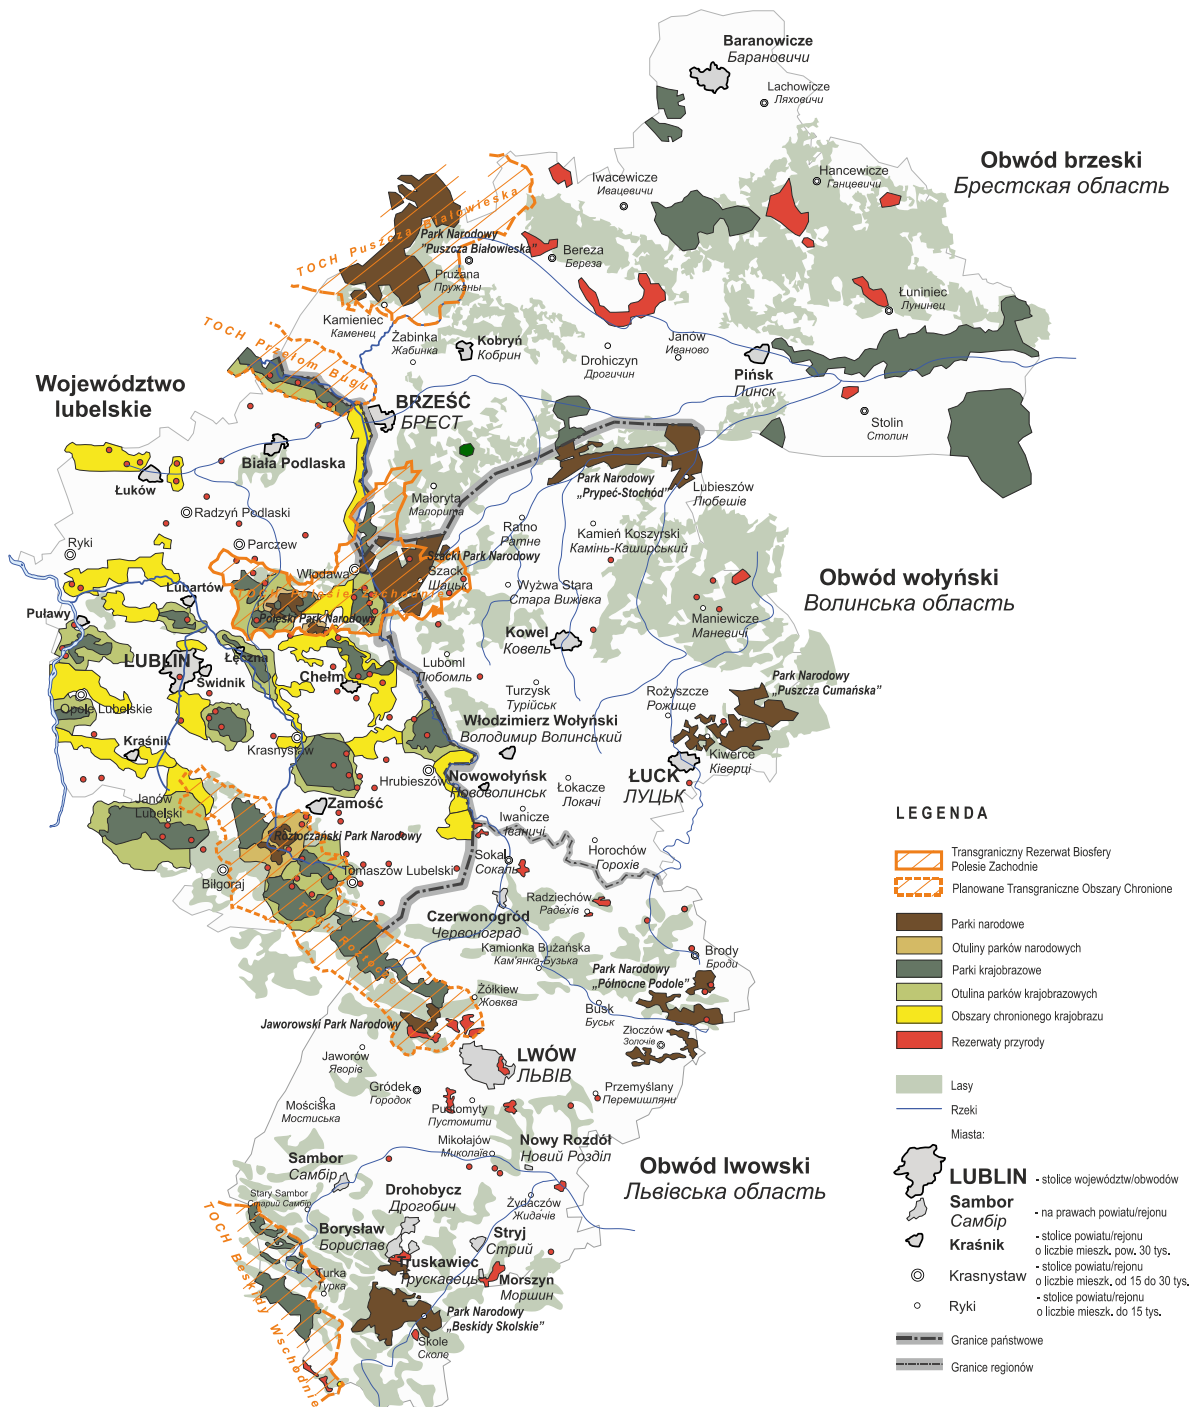 Baranowicze
Барановичи
Lachowicze
Ляховичи
Obwód brzeski
Брестская область
Hancewicze
Ганцевичи
Iwacewicze
Ивацевичи
TOCH Puszcza Białowieska
Park Narodowy
"Puszcza Białowieska"
Bereza
Береза
Prużana
Пружаны
Łuniniec
Лунинец
Kamieniec
Каменец
TOCH Przełom Bugu
Żabinka
Жабинка
Kobryń
Кобрин
Janów
Иваново
Drohiczyn
Дрогичин
Pińsk
Пинск
Województwo
lubelskie
BRZEŚĆ
БРЕСТ
Stolin
Столин
Biała Podlaska
Łuków
Park Narodowy
„Prypeć-Stochód”
Lubieszów
Любешів
Małoryta
Малорита
Radzyń Podlaski
Ratno
Ратне
Kamień Koszyrski
Камінь-Каширський
Ryki
Parczew
Szacki Park Narodowy
Włodawa
Szack
Шацьк
Obwód wołyński
Волинська область
Wyżwa Stara
Стара Вижівка
Lubartów
TOCH Polesie Zachodnie
Poleski Park Narodowy
Puławy
Maniewicze
Маневичі
Kowel
Ковель
LUBLIN
Łęczna
Luboml
Любомль
Świdnik
Chełm
Park Narodowy
„Puszcza Cumańska”
Turzysk
Турійськ
Rożyszcze
Рожище
Opole Lubelskie
Włodzimierz Wołyński
Володимир Волинський
Kraśnik
Krasnystaw
Kiwerce
Ківерці
Hrubieszów
Nowowołyńsk
Нововолинськ
ŁUCK
ЛУЦЬК
Łokacze
Локачі
Janów
Lubelski
Zamość
Iwanicze
Іваничі
Roztoczański Park Narodowy
Horochów
Горохів
Sokal
Сокаль
Tomaszów Lubelski
Biłgoraj
Radziechów
Радехів
TOCH Roztocze
Czerwonogród
Червоноград
Kamionka Bużańska
Кам'янка-Бузька
Brody
Броди
Park Narodowy
„Północne Podole”
Żółkiew
Жовква
Busk
Буськ
Jaworowski Park Narodowy
Złoczów
Золочів
LWÓW
ЛЬВІВ
Jaworów
Яворів
Gródek
Городок
Przemyślany
Перемишляни
Mościska
Мостиська
Pustomyty
Пустомити
Mikołajów
Миколаїв
Nowy Rozdół
Новий Розділ
Sambor
Самбір
Obwód lwowski
Львівська область
Stary Sambor
Старий Самбір
Drohobycz
Дрогобич
Żydaczów
Жидачів
Borysław
Борислав
Stryj
Стрий
Truskawiec
Трускавець
Turka
Турка
Morszyn
Моршин
Park Narodowy
„Beskidy Skolskie”
Skole
Сколе
TOCH Beskidy Wschodnie
LEGENDA
Transgraniczny Rezerwat Biosfery
Polesie Zachodnie
Planowane Transgraniczne Obszary Chronione
Parki narodowe
Otuliny parków narodowych
Parki krajobrazowe
Otulina parków krajobrazowych
Obszary chronionego krajobrazu
Rezerwaty przyrody
Lasy
Rzeki
Miasta:
LUBLIN - stolice województw/obwodów
Sambor
Самбір - na prawach powiatu/rejonu
Kraśnik - stolice powiatu/rejonu
o liczbie mieszk. pow. 30 tys.
Krasnystaw - stolice powiatu/rejonu
o liczbie mieszk. od 15 do 30 tys.
Ryki - stolice powiatu/rejonu
o liczbie mieszk. do 15 tys.
Granice państwowe
Granice regionów